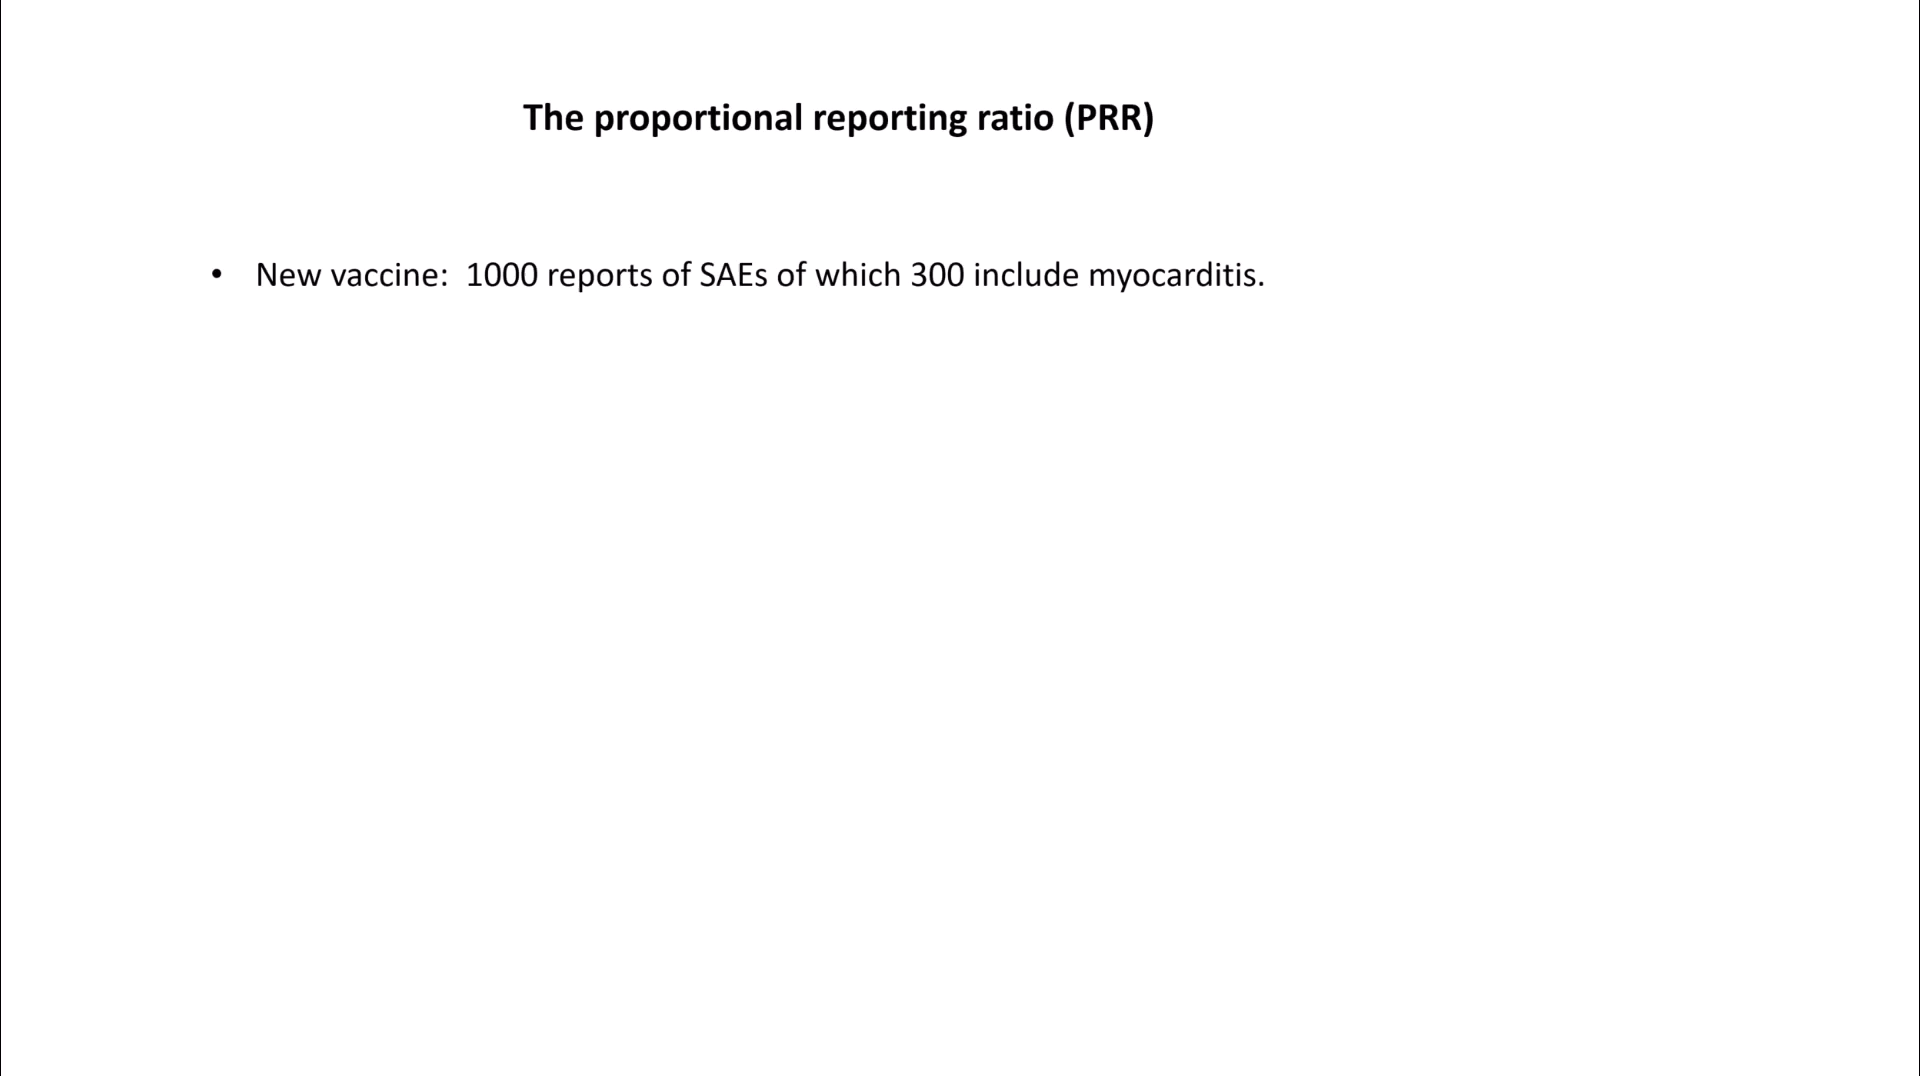 The proportional reporting ratio (PRR)
• New vaccine:  1000 reports of SAEs of which 300 include myocarditis.